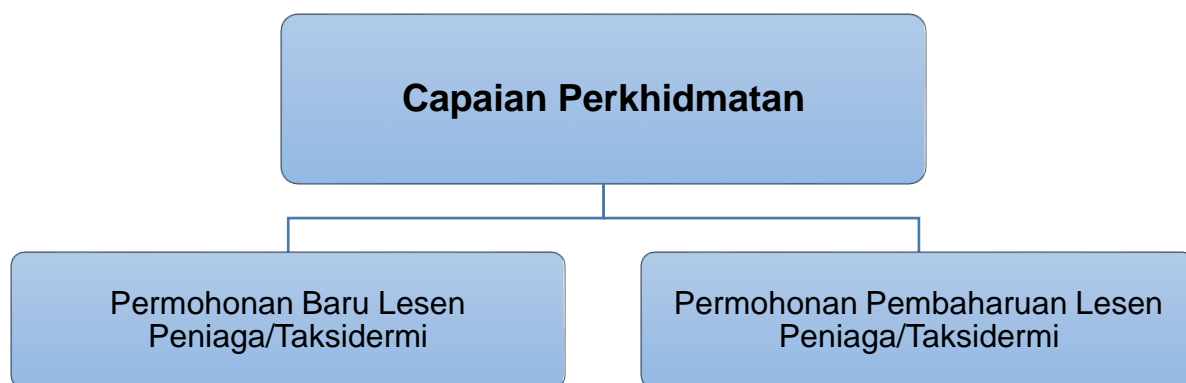 Capaian Perkhidmatan
Permohonan Baru Lesen
Peniaga/Taksidermi
Permohonan Pembaharuan Lesen
Peniaga/Taksidermi